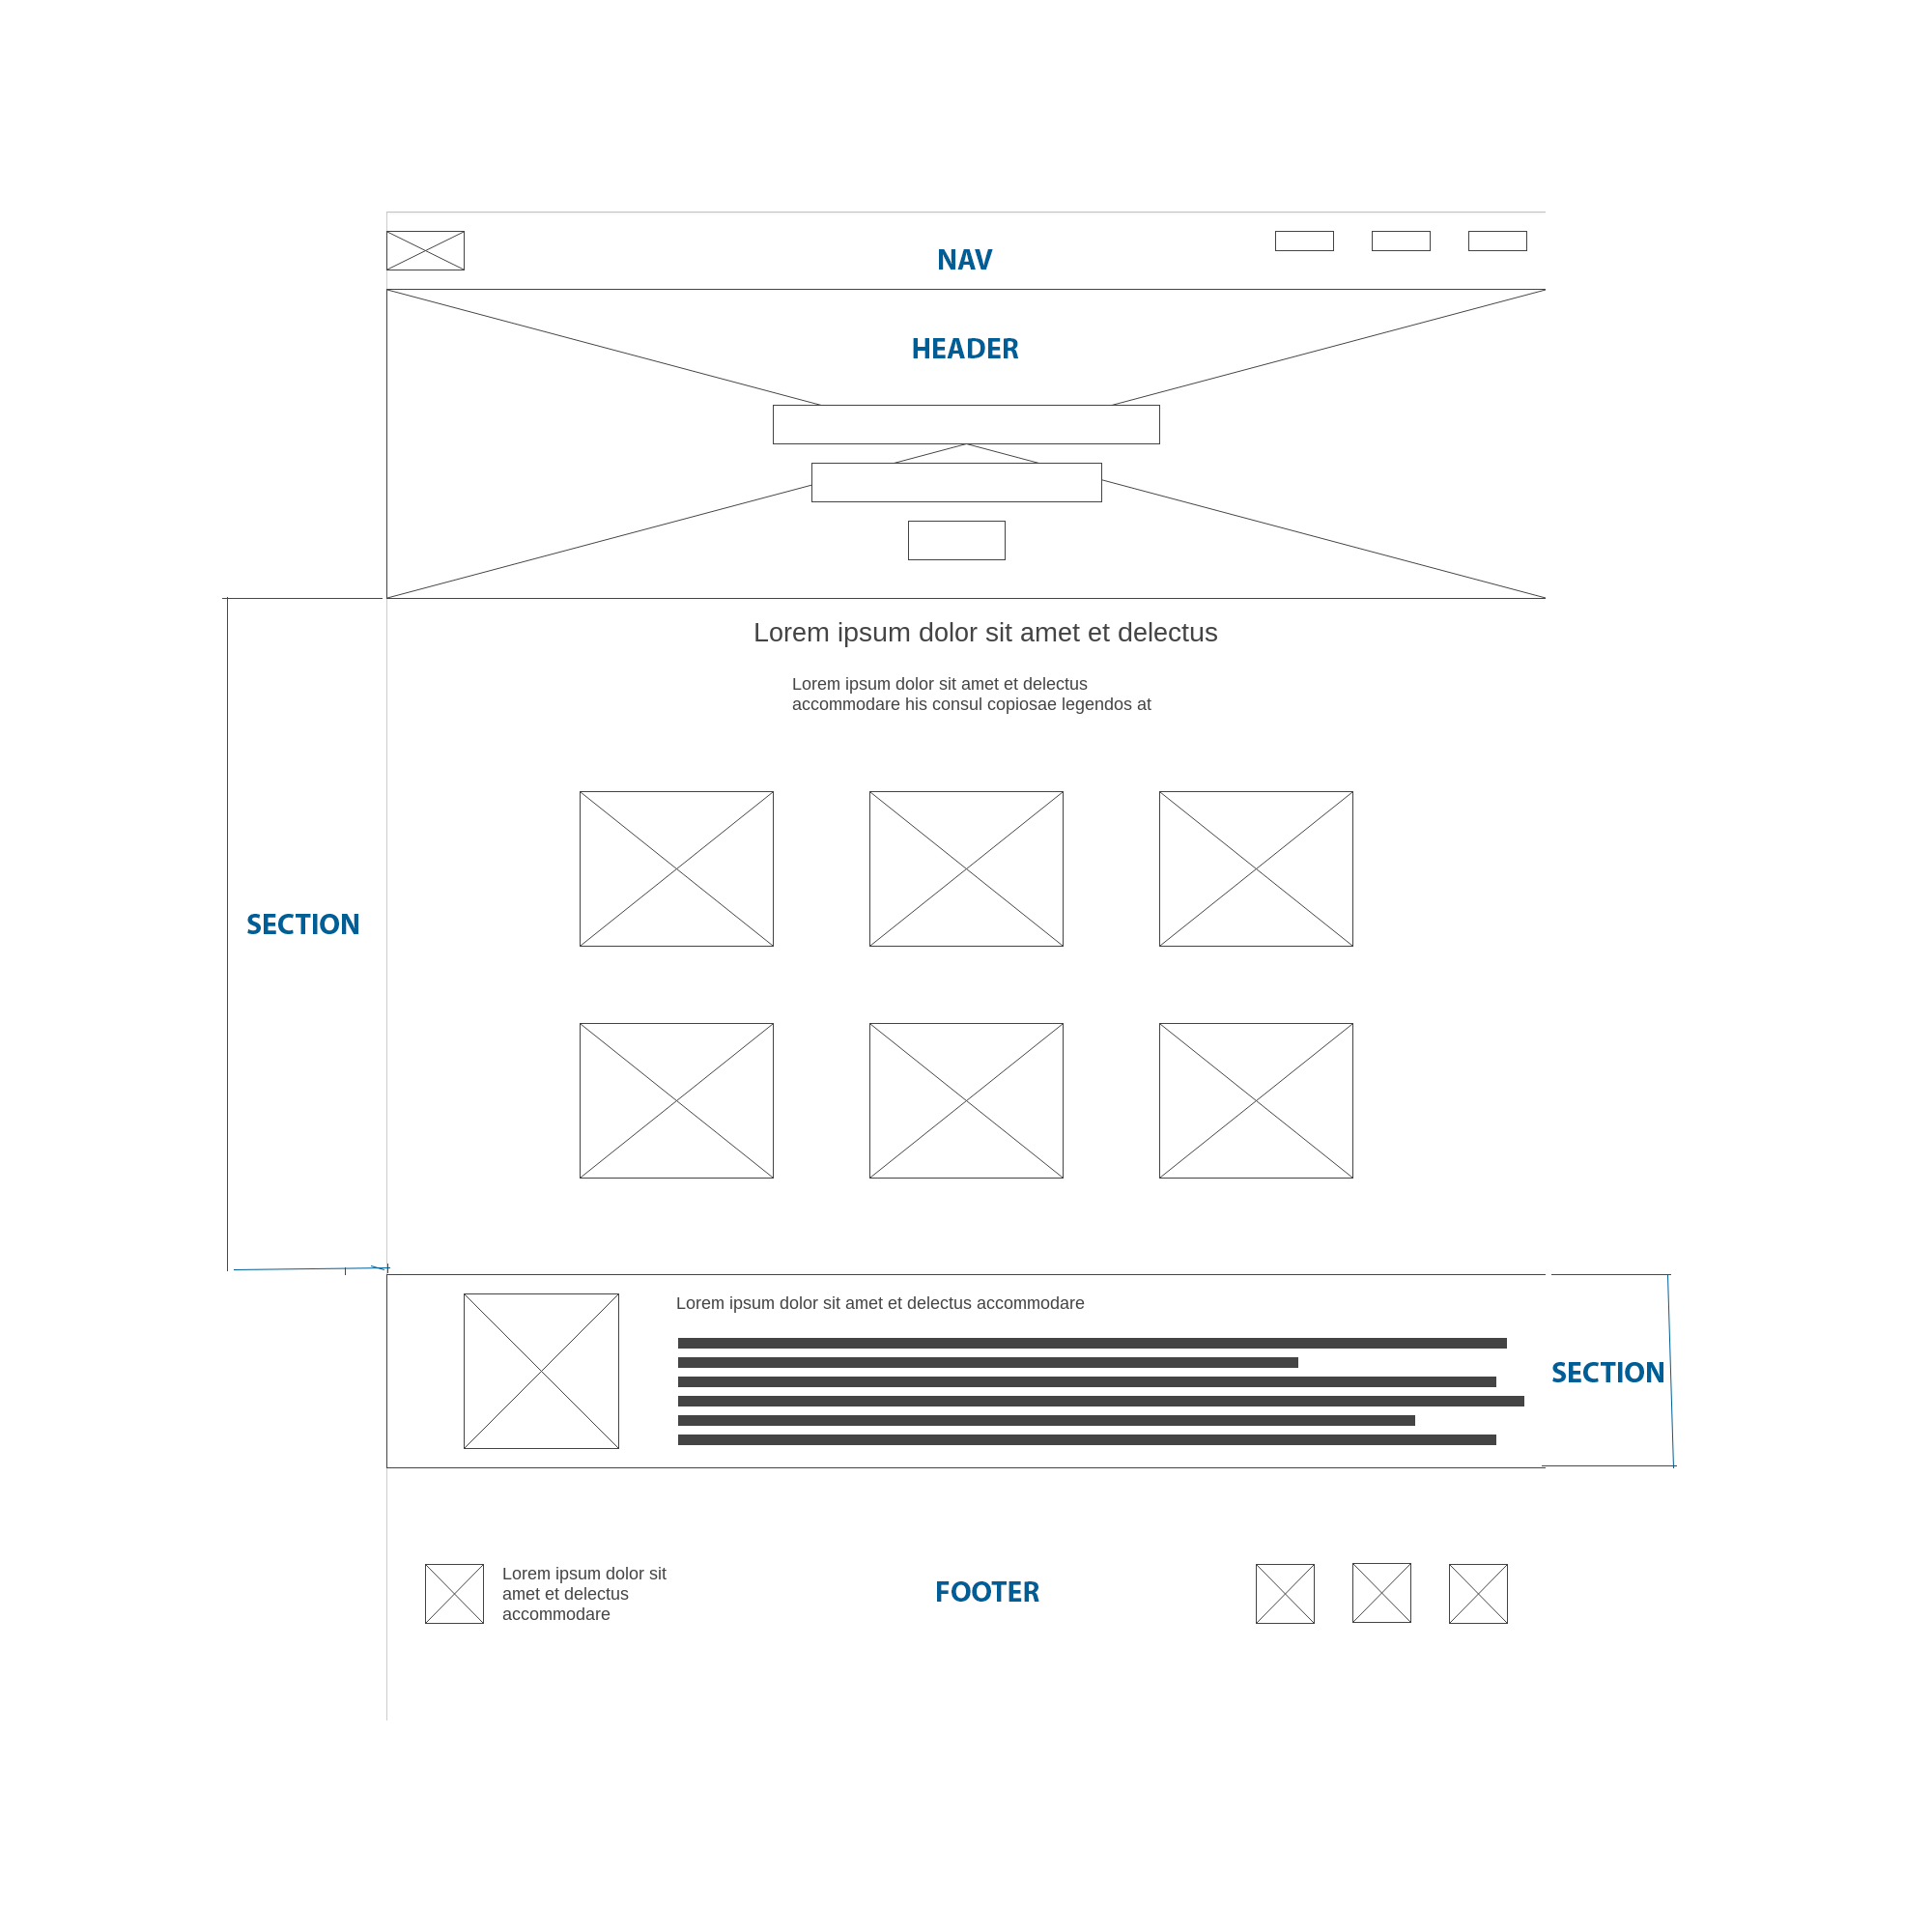 NAV
HEADER
Lorem ipsum dolor sit amet et delectus
Lorem ipsum dolor sit amet et delectus
accommodare his consul copiosae legendos at
SECTION
Lorem ipsum dolor sit amet et delectus accommodare
SECTION
Lorem ipsum dolor sit
amet et delectus
accommodare
FOOTER